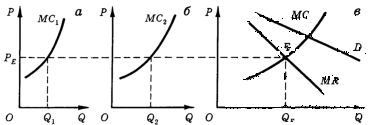 P MC₁ а P MC₂ б P MC в
P_E E D
MR
O Q₁ Q O Q₂ Q O Q_E Q